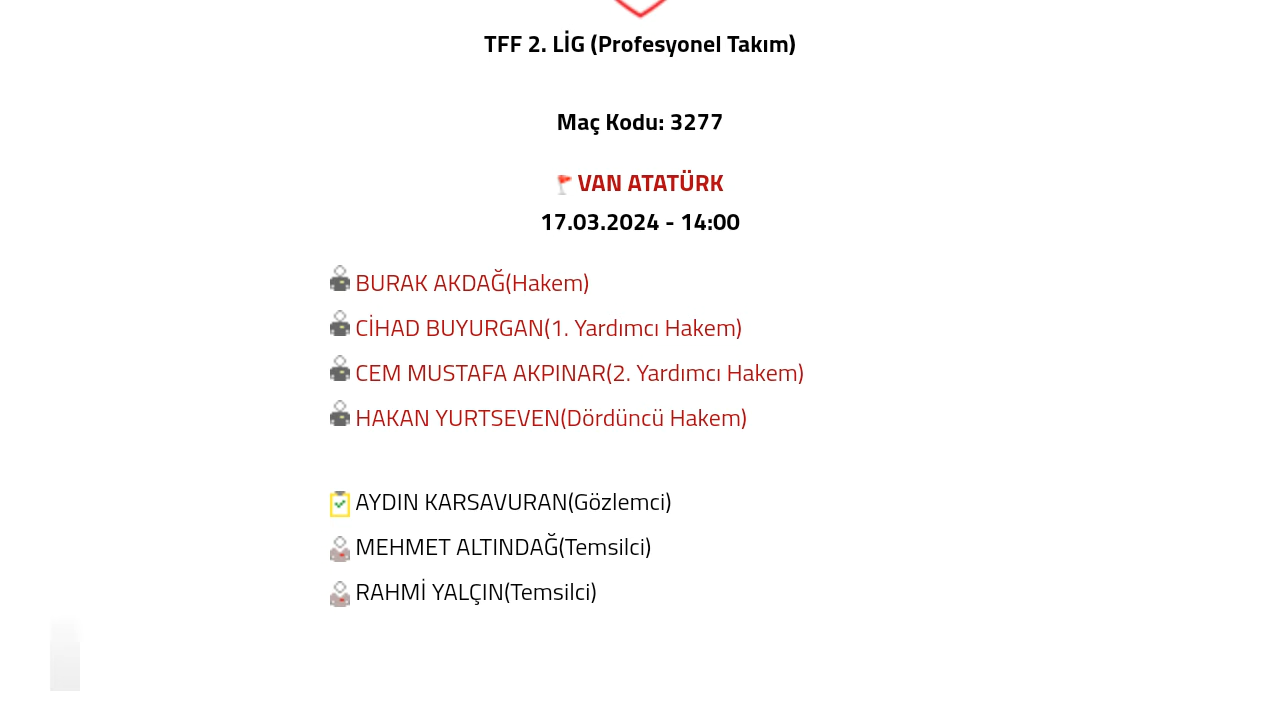 TFF 2. LİG (Profesyonel Takım)
Maç Kodu: 3277
VAN ATATÜRK
17.03.2024 - 14:00
BURAK AKDAĞ(Hakem)
CİHAD BUYURGAN(1. Yardımcı Hakem)
CEM MUSTAFA AKPINAR(2. Yardımcı Hakem)
HAKAN YURTSEVEN(Dördüncü Hakem)
AYDIN KARSAVURAN(Gözlemci)
MEHMET ALTINDAĞ(Temsilci)
RAHMİ YALÇIN(Temsilci)